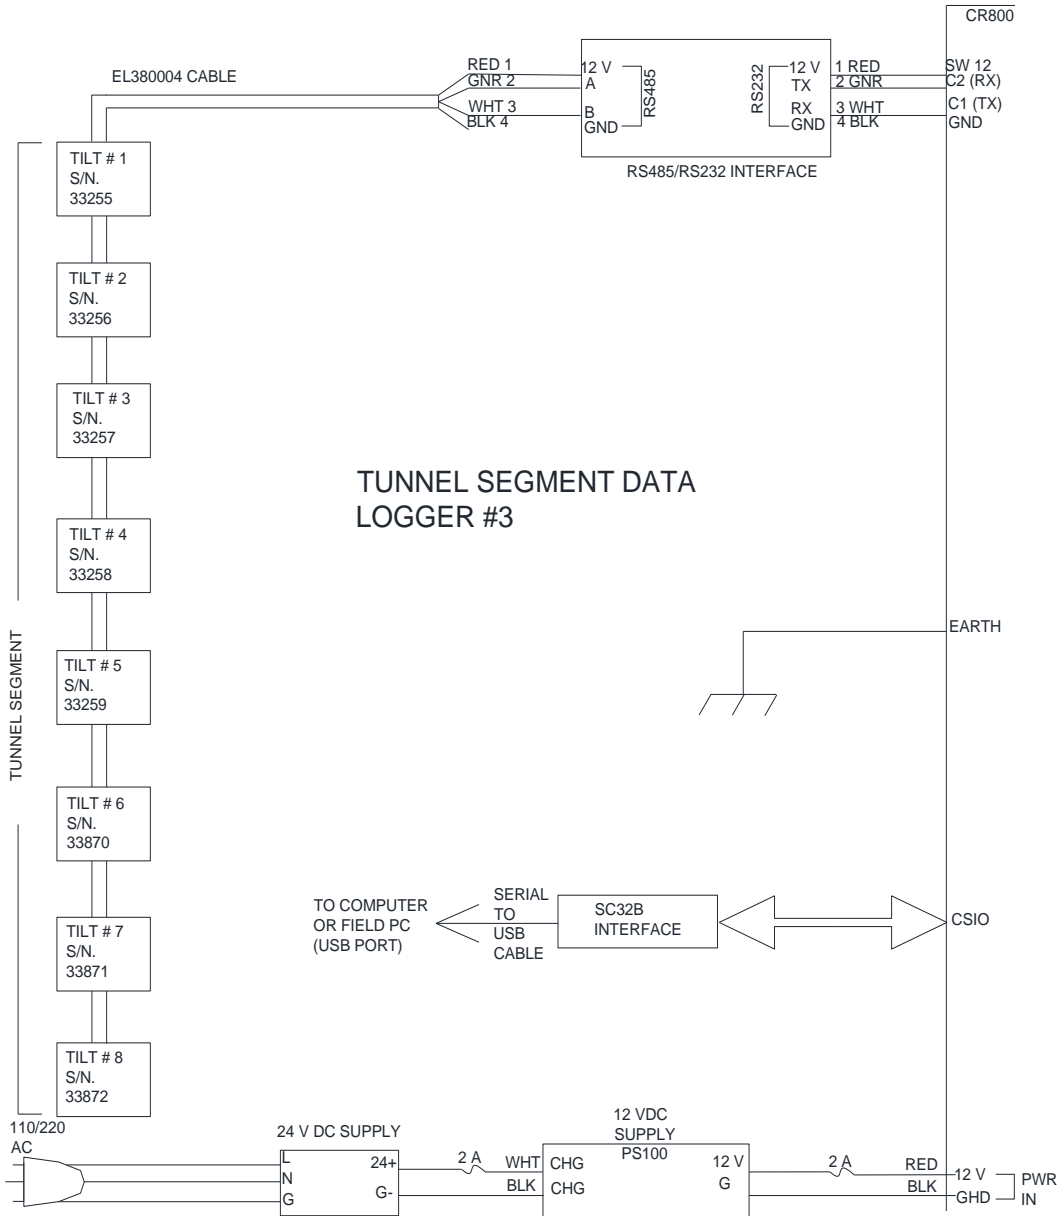 CR800
EL380004 CABLE
RED 1
GNR 2
WHT 3
BLK 4
12 V
A
B
GND
RS485
RS232
12 V
TX
RX
GND
1 RED
2 GNR
3 WHT
4 BLK
SW 12
C2 (RX)
C1 (TX)
GND
RS485/RS232 INTERFACE
TILT # 1
S/N.
33255
TILT # 2
S/N.
33256
TILT # 3
S/N.
33257
TILT # 4
S/N.
33258
TILT # 5
S/N.
33259
TILT # 6
S/N.
33870
TILT # 7
S/N.
33871
TILT # 8
S/N.
33872
TUNNEL SEGMENT
TUNNEL SEGMENT DATA
LOGGER #3
EARTH
TO COMPUTER
OR FIELD PC
(USB PORT)
SERIAL
TO
USB
CABLE
SC32B
INTERFACE
CSIO
110/220
AC
24 V DC SUPPLY
L
N
G
24+
G-
2 A
WHT
BLK
12 VDC
SUPPLY
PS100
CHG
CHG
12 V
G
2 A
RED
BLK
12 V
GHD
PWR
IN